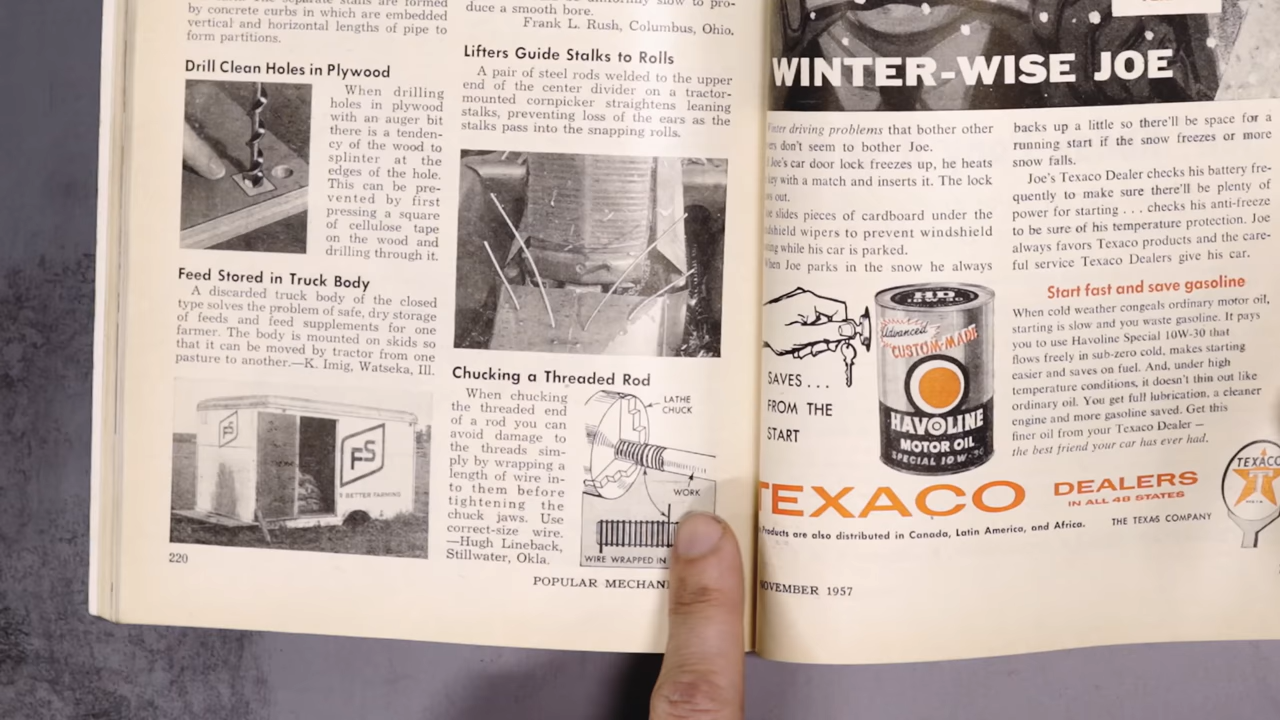 by concrete curbs in which are embedded
vertical and horizontal lengths of pipe to
form partitions.
Drill Clean Holes in Plywood
When drilling
holes in plywood
with an auger bit
there is a tenden-
cy of the wood to
splinter at the
edges of the hole.
This can be pre-
vented by first
pressing a square
of cellulose tape
on the wood and
drilling through it.
Feed Stored in Truck Body
A discarded truck body of the closed
type solves the problem of safe, dry storage
of feeds and feed supplements for one
farmer. The body is mounted on skids so
that it can be moved by tractor from one
pasture to another.—K. Imig, Watseka, Ill.
FS
FS
BETTER FARMING
220
duce a smooth bore.
Frank L. Rush, Columbus, Ohio.
Lifters Guide Stalks to Rolls
A pair of steel rods welded to the upper
end of the center divider on a tractor-
mounted cornpicker straightens leaning
stalks, preventing loss of the ears as the
stalks pass into the snapping rolls.
Chucking a Threaded Rod
When chucking
the threaded end
of a rod you can
avoid damage to
the threads sim-
ply by wrapping a
length of wire in-
to them before
tightening the
chuck jaws. Use
correct-size wire.
—Hugh Lineback,
Stillwater, Okla.
LATHE
CHUCK
WORK
WIRE WRAPPED IN
POPULAR MECHANI
WINTER-WISE JOE
driving problems that bother other
don't seem to bother Joe.
Joe's car door lock freezes up, he heats
key with a match and inserts it. The lock
out.
slides pieces of cardboard under the
wipers to prevent windshield
while his car is parked.
When Joe parks in the snow he always
backs up a little so there'll be space for a
running start if the snow freezes or more
snow falls.
Joe's Texaco Dealer checks his battery fre-
quently to make sure there'll be plenty of
power for starting . . . checks his anti-freeze
to be sure of his temperature protection. Joe
always favors Texaco products and the care-
ful service Texaco Dealers give his car.
Start fast and save gasoline
When cold weather congeals ordinary motor oil,
starting is slow and you waste gasoline. It pays
you to use Havoline Special 10W-30 that
flows freely in sub-zero cold, makes starting
easier and saves on fuel. And, under high
temperature conditions, it doesn't thin out like
ordinary oil. You get full lubrication, a cleaner
engine and more gasoline saved. Get this
finer oil from your Texaco Dealer —
the best friend your car has ever had.
SAVES . . .
FROM THE
START
HD
10W-30
Advanced
CUSTOM-MADE
HAVOLINE
MOTOR OIL
SPECIAL 10W-30
TEXACO
DEALERS
IN ALL 48 STATES
TEXACO
Products are also distributed in Canada, Latin America, and Africa.
THE TEXAS COMPANY
NOVEMBER 1957